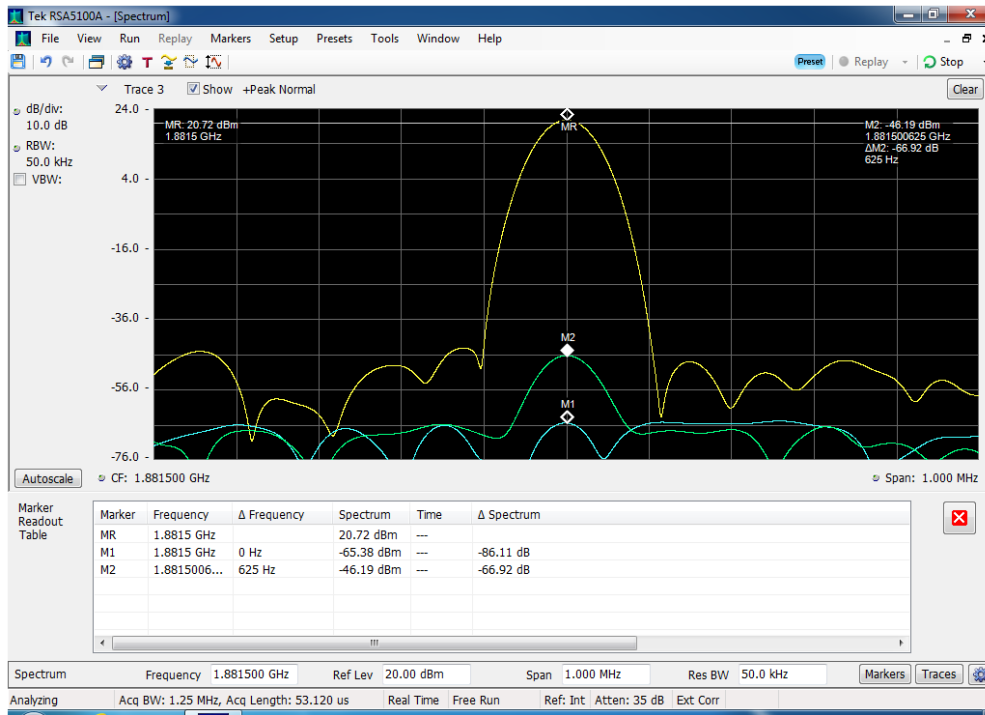 Tek RSA5100A - [Spectrum]
File View Run Replay Markers Setup Presets Tools Window Help
T Preset Replay Stop
Trace 3 Show +Peak Normal Clear
dB/div:
10.0 dB
RBW:
50.0 kHz
VBW:
24.0 -
4.0 -
-16.0 -
-36.0 -
-56.0 -
-76.0 -
MR: 20.72 dBm
1.8815 GHz
MR
M2: -46.19 dBm
1.881500625 GHz
ΔM2: -66.92 dB
625 Hz
M2
M1
Autoscale CF: 1.881500 GHz Span: 1.000 MHz
Marker
Readout
Table
Marker Frequency Δ Frequency Spectrum Time Δ Spectrum
MR 1.8815 GHz 20.72 dBm ---
M1 1.8815 GHz 0 Hz -65.38 dBm --- -86.11 dB
M2 1.8815006... 625 Hz -46.19 dBm --- -66.92 dB
Spectrum Frequency 1.881500 GHz Ref Lev 20.00 dBm Span 1.000 MHz Res BW 50.0 kHz Markers Traces
Analyzing Acq BW: 1.25 MHz, Acq Length: 53.120 us Real Time Free Run Ref: Int Atten: 35 dB Ext Corr